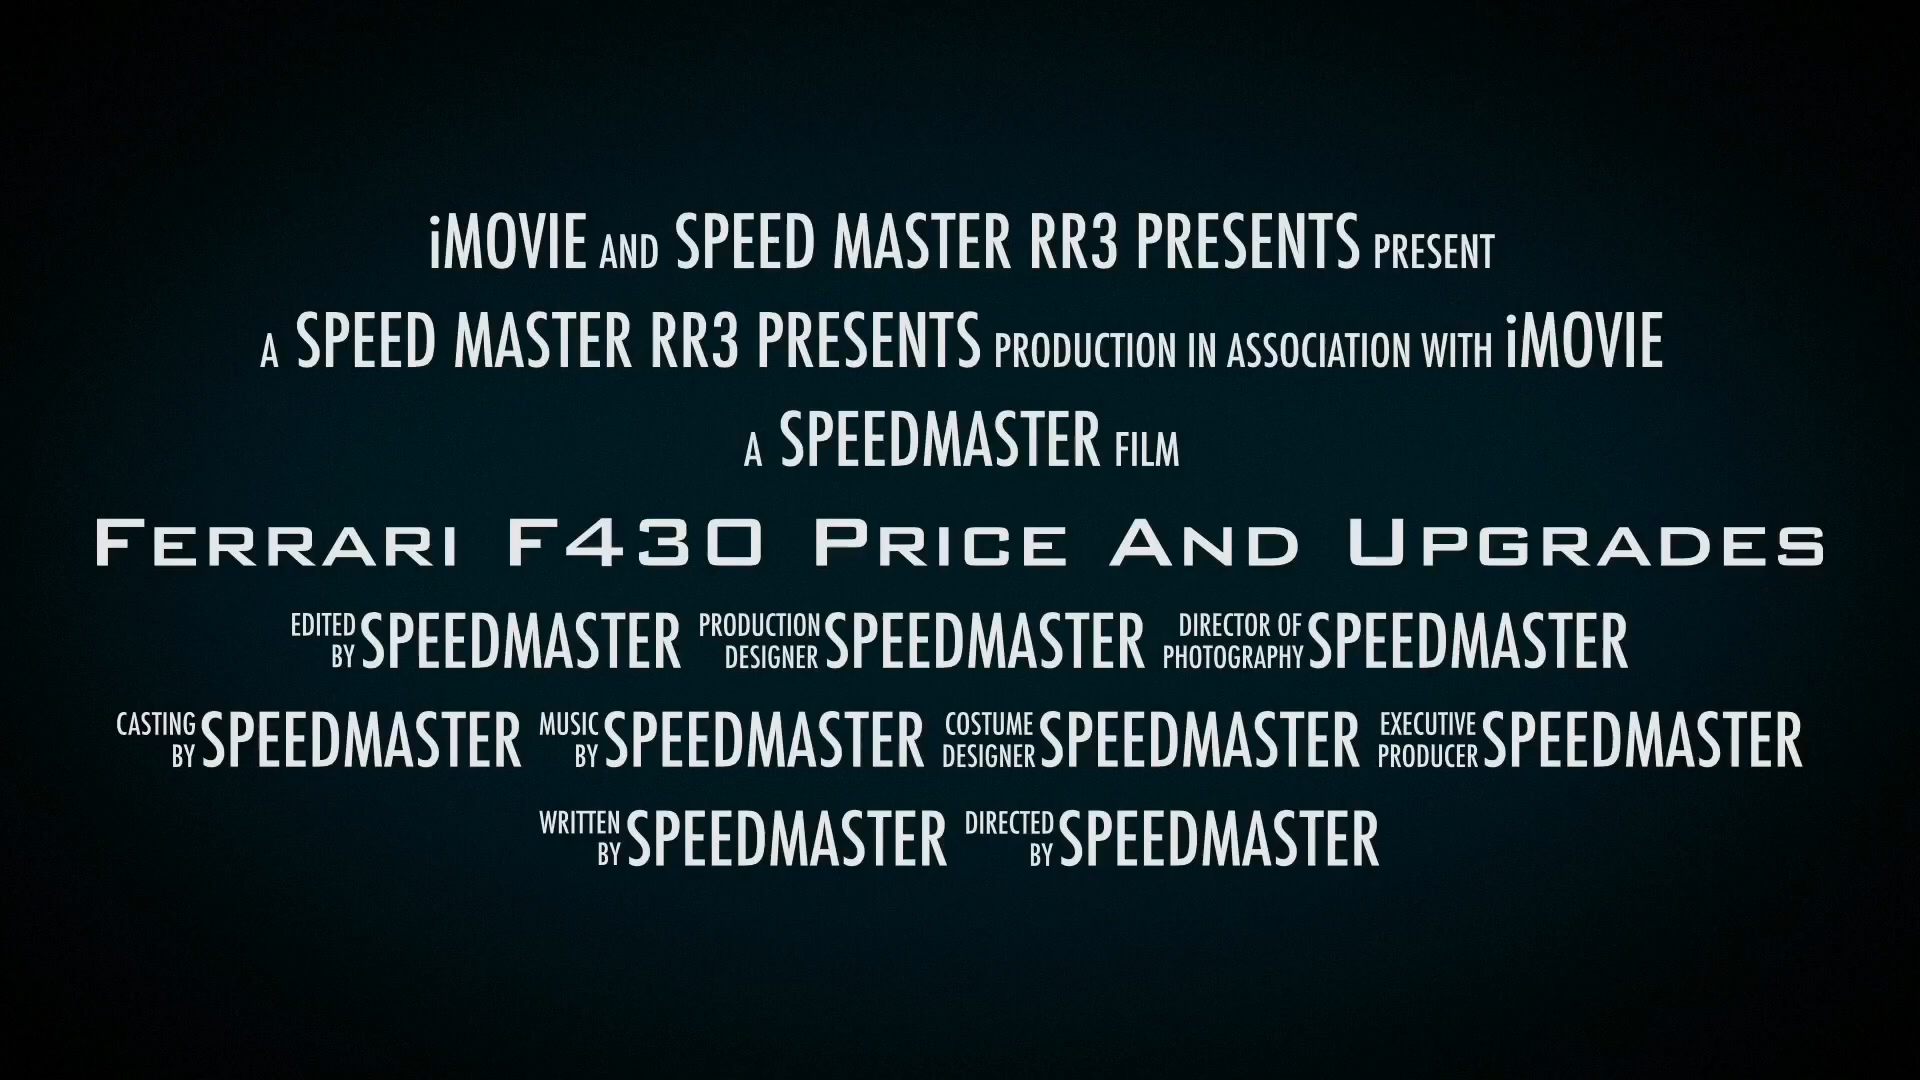 iMOVIE AND SPEED MASTER RR3 PRESENTS PRESENT
A SPEED MASTER RR3 PRESENTS PRODUCTION IN ASSOCIATION WITH iMOVIE
A SPEEDMASTER FILM
FERRARI F430 PRICE AND UPGRADES
EDITED BY SPEEDMASTER PRODUCTION DESIGNER SPEEDMASTER DIRECTOR OF PHOTOGRAPHY SPEEDMASTER
CASTING BY SPEEDMASTER MUSIC BY SPEEDMASTER COSTUME DESIGNER SPEEDMASTER EXECUTIVE PRODUCER SPEEDMASTER
WRITTEN BY SPEEDMASTER DIRECTED BY SPEEDMASTER